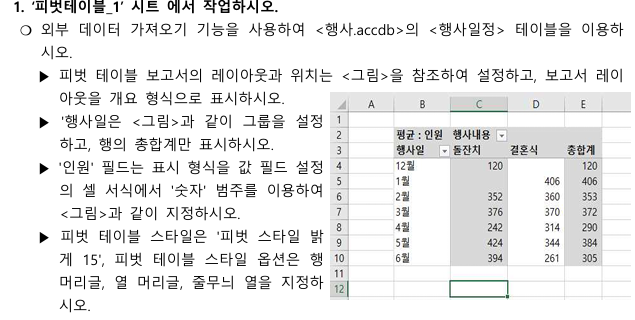 1. '피벗테이블_1' 시트 에서 작업하시오.
❍ 외부 데이터 가져오기 기능을 사용하여 <행사.accdb>의 <행사일정> 테이블을 이용하
시오.
▶ 피벗 테이블 보고서의 레이아웃과 위치는 <그림>을 참조하여 설정하고, 보고서 레이
아웃을 개요 형식으로 표시하시오.
▶ '행사일은 <그림>과 같이 그룹을 설정
하고, 행의 총합계만 표시하시오.
▶ '인원' 필드는 표시 형식을 값 필드 설정
의 셀 서식에서 '숫자' 범주를 이용하여
<그림>과 같이 지정하시오.
▶ 피벗 테이블 스타일은 '피벗 스타일 밝
게 15', 피벗 테이블 스타일 옵션은 행
머리글, 열 머리글, 줄무늬 열을 지정하
시오.
A B C D E
1
2 평균 : 인원 행사내용
3 행사일 돌잔치 결혼식 총합계
4 12월 120 120
5 1월 406 406
6 2월 352 360 353
7 3월 376 370 372
8 4월 242 314 290
9 5월 424 344 384
10 6월 394 261 305
11
12